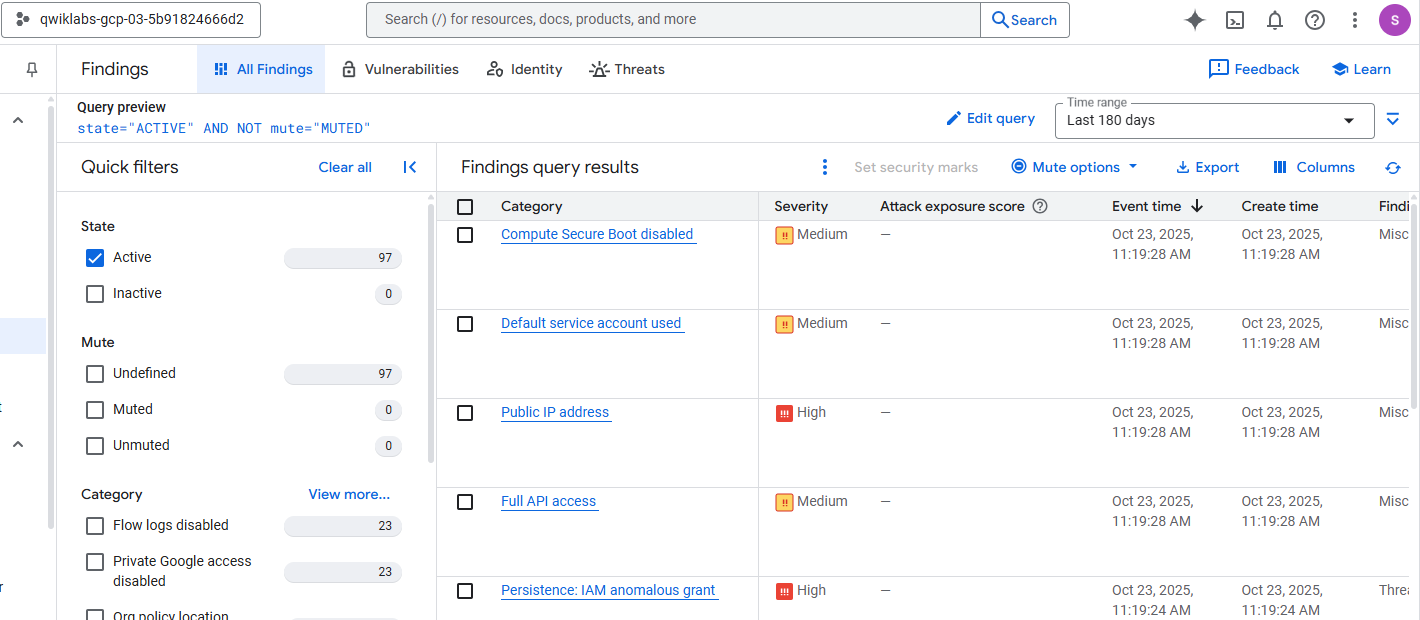 qwiklabs-gcp-03-5b91824666d2
Search (/) for resources, docs, products, and more
Search
S
Findings
All Findings
Vulnerabilities
Identity
Threats
Feedback
Learn
Query preview
state="ACTIVE" AND NOT mute="MUTED"
Edit query
Time range
Last 180 days
Quick filters
Clear all
State
Active 97
Inactive 0
Mute
Undefined 97
Muted 0
Unmuted 0
Category View more...
Flow logs disabled 23
Private Google access
disabled 23
Org policy location
Findings query results
Set security marks
Mute options
Export
Columns
Category Severity Attack exposure score Event time Create time Findi
Compute Secure Boot disabled Medium — Oct 23, 2025, Oct 23, 2025, Misc
11:19:28 AM 11:19:28 AM
Default service account used Medium — Oct 23, 2025, Oct 23, 2025, Misc
11:19:28 AM 11:19:28 AM
Public IP address High — Oct 23, 2025, Oct 23, 2025, Misc
11:19:28 AM 11:19:28 AM
Full API access Medium — Oct 23, 2025, Oct 23, 2025, Misc
11:19:28 AM 11:19:28 AM
Persistence: IAM anomalous grant High — Oct 23, 2025, Oct 23, 2025, Threa
11:19:24 AM 11:19:24 AM